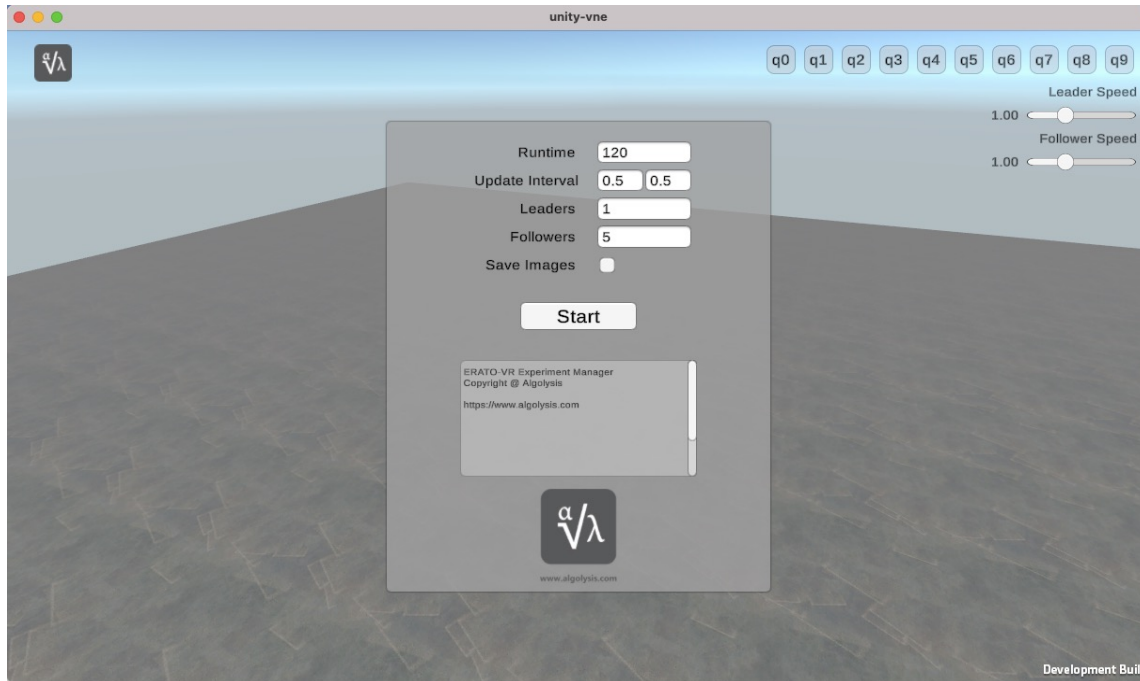 unity-vne
α√λ
q0 q1 q2 q3 q4 q5 q6 q7 q8 q9
Leader Speed
1.00
Follower Speed
1.00
Runtime 120
Update Interval 0.5 0.5
Leaders 1
Followers 5
Save Images
Start
ERATO-VR Experiment Manager
Copyright @ Algolysis
https://www.algolysis.com
α√λ
www.algolysis.com
Development Buil